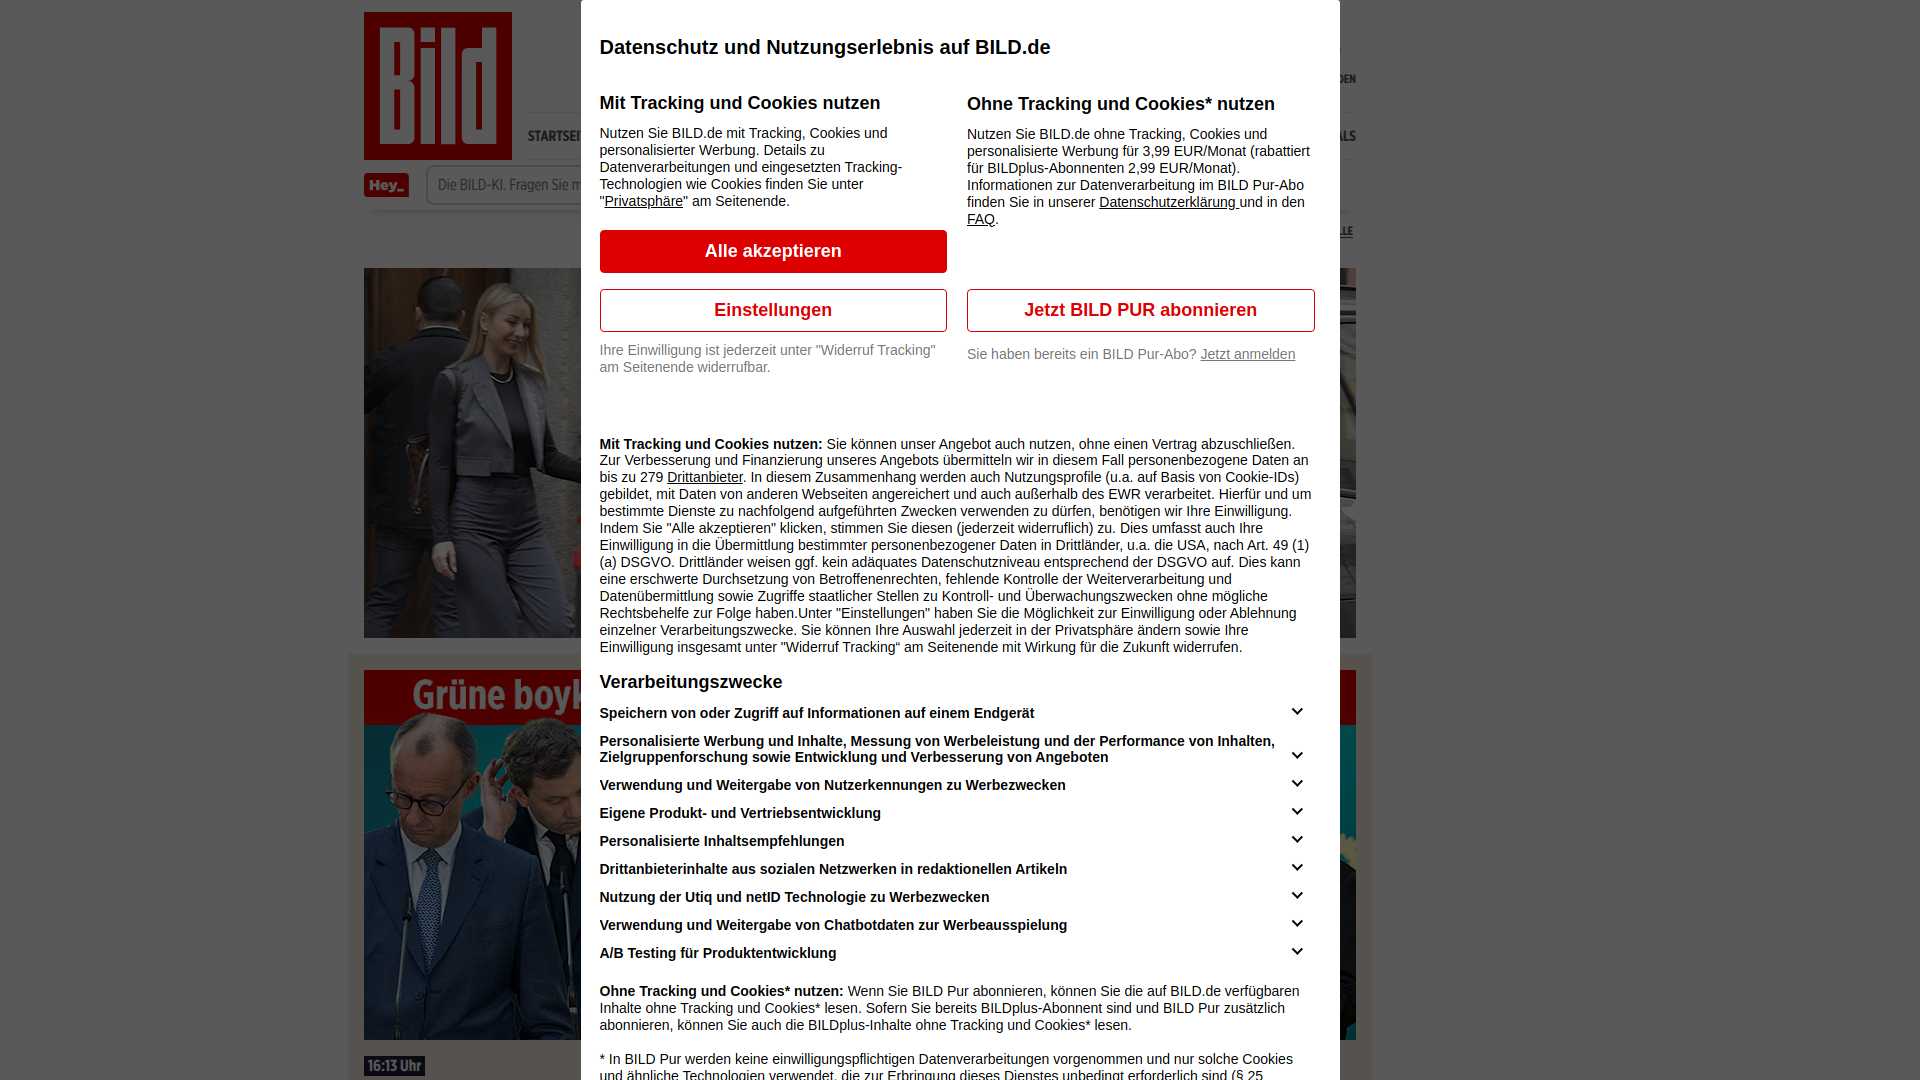 Bild
DEN
STARTSEI
ALS
Hey_
Die BILD-KI. Fragen Sie m
LLE
Grüne boyk
16:13 Uhr
Datenschutz und Nutzungserlebnis auf BILD.de
Mit Tracking und Cookies nutzen
Nutzen Sie BILD.de mit Tracking, Cookies und
personalisierter Werbung. Details zu
Datenverarbeitungen und eingesetzten Tracking-
Technologien wie Cookies finden Sie unter
"Privatsphäre" am Seitenende.
Alle akzeptieren
Einstellungen
Ihre Einwilligung ist jederzeit unter "Widerruf Tracking"
am Seitenende widerrufbar.
Ohne Tracking und Cookies* nutzen
Nutzen Sie BILD.de ohne Tracking, Cookies und
personalisierte Werbung für 3,99 EUR/Monat (rabattiert
für BILDplus-Abonnenten 2,99 EUR/Monat).
Informationen zur Datenverarbeitung im BILD Pur-Abo
finden Sie in unserer Datenschutzerklärung und in den
FAQ.
Jetzt BILD PUR abonnieren
Sie haben bereits ein BILD Pur-Abo? Jetzt anmelden
Mit Tracking und Cookies nutzen: Sie können unser Angebot auch nutzen, ohne einen Vertrag abzuschließen.
Zur Verbesserung und Finanzierung unseres Angebots übermitteln wir in diesem Fall personenbezogene Daten an
bis zu 279 Drittanbieter. In diesem Zusammenhang werden auch Nutzungsprofile (u.a. auf Basis von Cookie-IDs)
gebildet, mit Daten von anderen Webseiten angereichert und auch außerhalb des EWR verarbeitet. Hierfür und um
bestimmte Dienste zu nachfolgend aufgeführten Zwecken verwenden zu dürfen, benötigen wir Ihre Einwilligung.
Indem Sie "Alle akzeptieren" klicken, stimmen Sie diesen (jederzeit widerruflich) zu. Dies umfasst auch Ihre
Einwilligung in die Übermittlung bestimmter personenbezogener Daten in Drittländer, u.a. die USA, nach Art. 49 (1)
(a) DSGVO. Drittländer weisen ggf. kein adäquates Datenschutzniveau entsprechend der DSGVO auf. Dies kann
eine erschwerte Durchsetzung von Betroffenenrechten, fehlende Kontrolle der Weiterverarbeitung und
Datenübermittlung sowie Zugriffe staatlicher Stellen zu Kontroll- und Überwachungszwecken ohne mögliche
Rechtsbehelfe zur Folge haben.Unter "Einstellungen" haben Sie die Möglichkeit zur Einwilligung oder Ablehnung
einzelner Verarbeitungszwecke. Sie können Ihre Auswahl jederzeit in der Privatsphäre ändern sowie Ihre
Einwilligung insgesamt unter "Widerruf Tracking“ am Seitenende mit Wirkung für die Zukunft widerrufen.
Verarbeitungszwecke
Speichern von oder Zugriff auf Informationen auf einem Endgerät
Personalisierte Werbung und Inhalte, Messung von Werbeleistung und der Performance von Inhalten,
Zielgruppenforschung sowie Entwicklung und Verbesserung von Angeboten
Verwendung und Weitergabe von Nutzerkennungen zu Werbezwecken
Eigene Produkt- und Vertriebsentwicklung
Personalisierte Inhaltsempfehlungen
Drittanbieterinhalte aus sozialen Netzwerken in redaktionellen Artikeln
Nutzung der Utiq und netID Technologie zu Werbezwecken
Verwendung und Weitergabe von Chatbotdaten zur Werbeausspielung
A/B Testing für Produktentwicklung
Ohne Tracking und Cookies* nutzen: Wenn Sie BILD Pur abonnieren, können Sie die auf BILD.de verfügbaren
Inhalte ohne Tracking und Cookies* lesen. Sofern Sie bereits BILDplus-Abonnent sind und BILD Pur zusätzlich
abonnieren, können Sie auch die BILDplus-Inhalte ohne Tracking und Cookies* lesen.
* In BILD Pur werden keine einwilligungspflichtigen Datenverarbeitungen vorgenommen und nur solche Cookies
und ähnliche Technologien verwendet, die zur Erbringung dieses Dienstes unbedingt erforderlich sind (§ 25